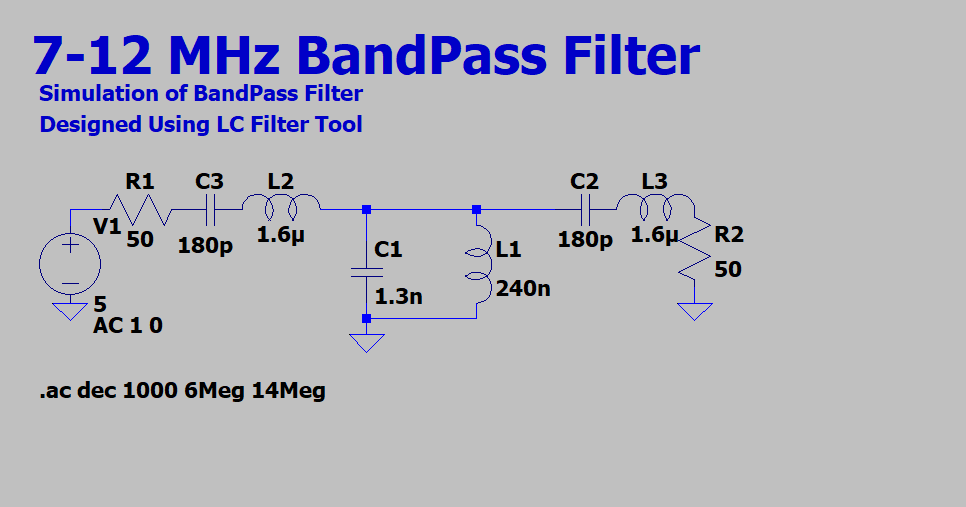 7-12 MHz BandPass Filter
Simulation of BandPass Filter
Designed Using LC Filter Tool
R1 C3 L2 C2 L3
V1 50 180p 1.6µ 180p 1.6µ R2
C1 L1
50
1.3n 240n
5
AC 1 0
.ac dec 1000 6Meg 14Meg